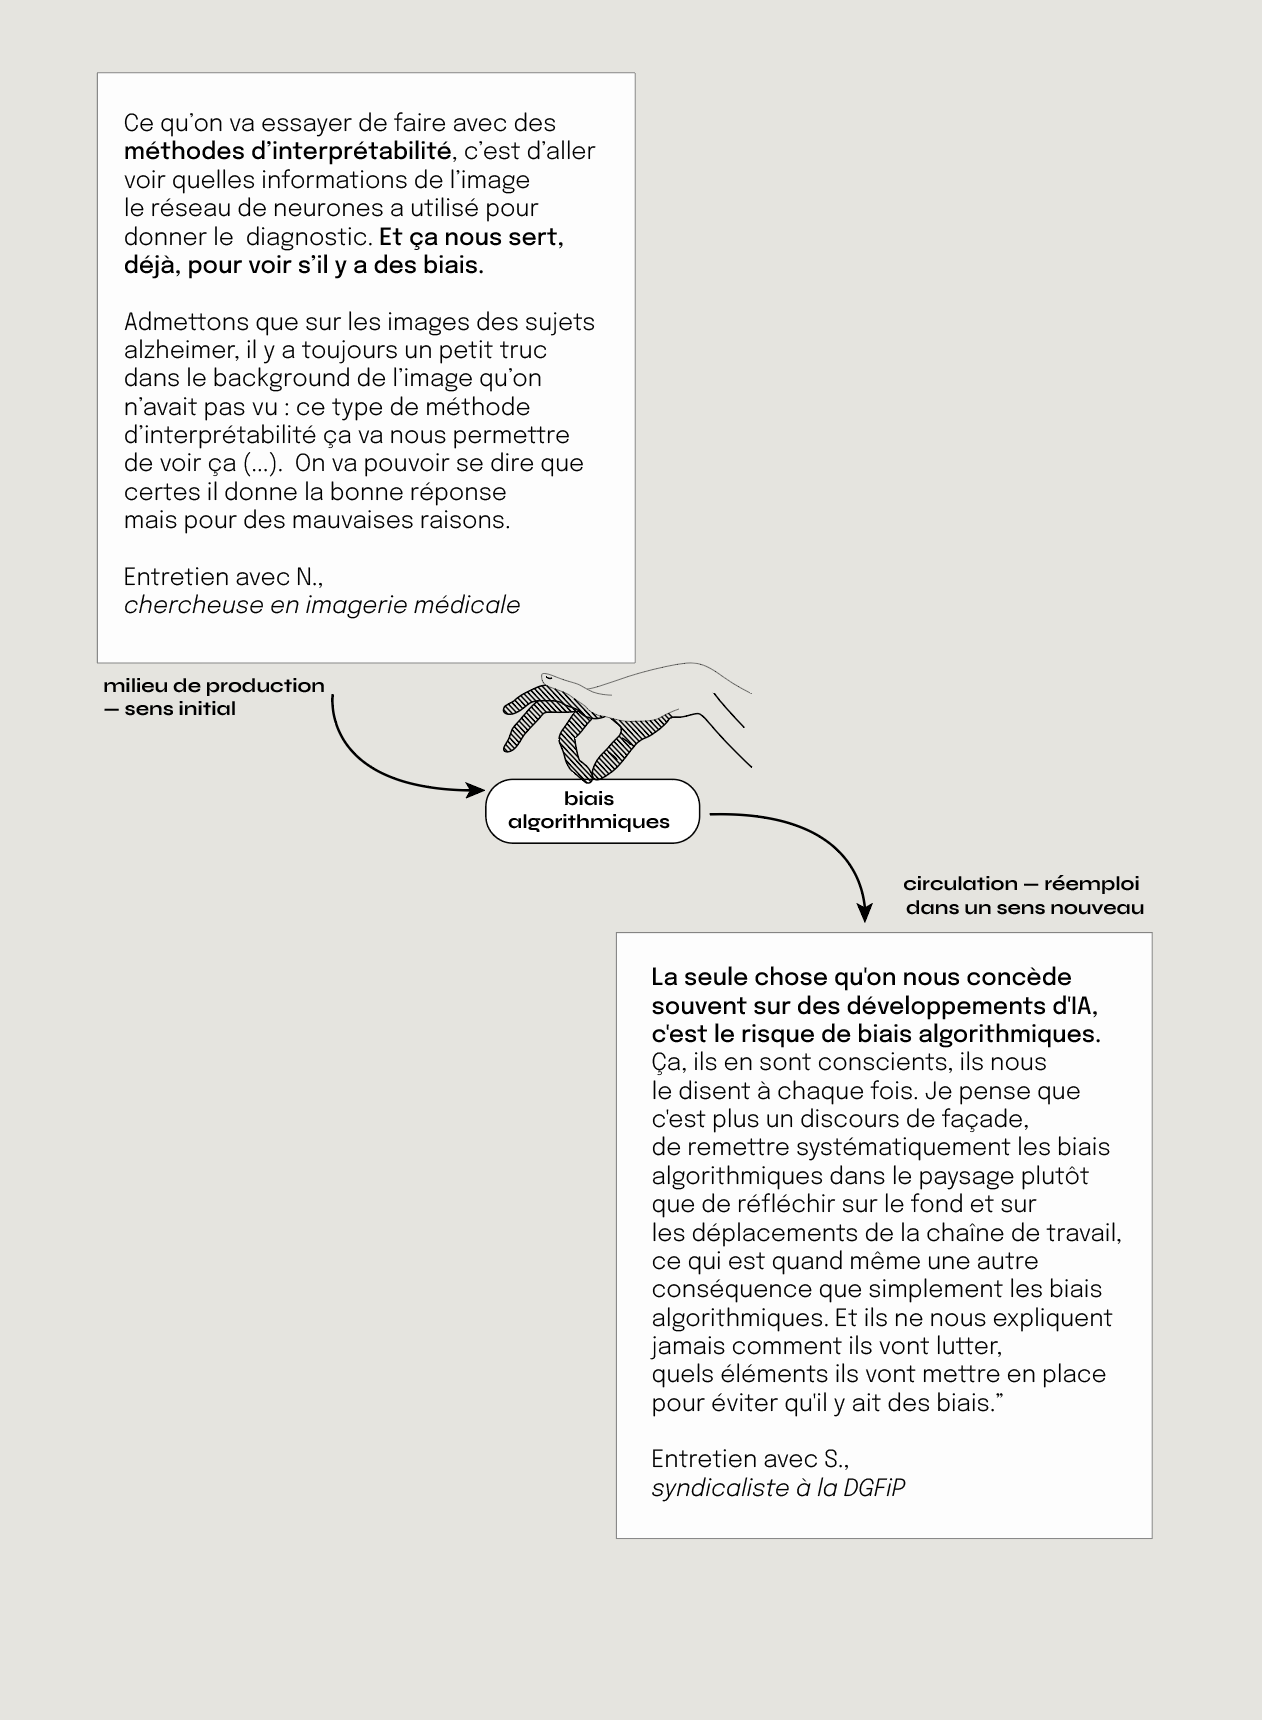 Ce qu’on va essayer de faire avec des
méthodes d’interprétabilité, c’est d’aller
voir quelles informations de l’image
le réseau de neurones a utilisé pour
donner le  diagnostic. Et ça nous sert,
déjà, pour voir s’il y a des biais.
Admettons que sur les images des sujets
alzheimer, il y a toujours un petit truc
dans le background de l’image qu’on
n’avait pas vu : ce type de méthode
d’interprétabilité ça va nous permettre
de voir ça (...).  On va pouvoir se dire que
certes il donne la bonne réponse
mais pour des mauvaises raisons.
Entretien avec N.,
chercheuse en imagerie médicale
milieu de production
— sens initial
biais
algorithmiques
circulation — réemploi
dans un sens nouveau
La seule chose qu'on nous concède
souvent sur des développements d'IA,
c'est le risque de biais algorithmiques.
Ça, ils en sont conscients, ils nous
le disent à chaque fois. Je pense que
c'est plus un discours de façade,
de remettre systématiquement les biais
algorithmiques dans le paysage plutôt
que de réfléchir sur le fond et sur
les déplacements de la chaîne de travail,
ce qui est quand même une autre
conséquence que simplement les biais
algorithmiques. Et ils ne nous expliquent
jamais comment ils vont lutter,
quels éléments ils vont mettre en place
pour éviter qu'il y ait des biais.”
Entretien avec S.,
syndicaliste à la DGFiP